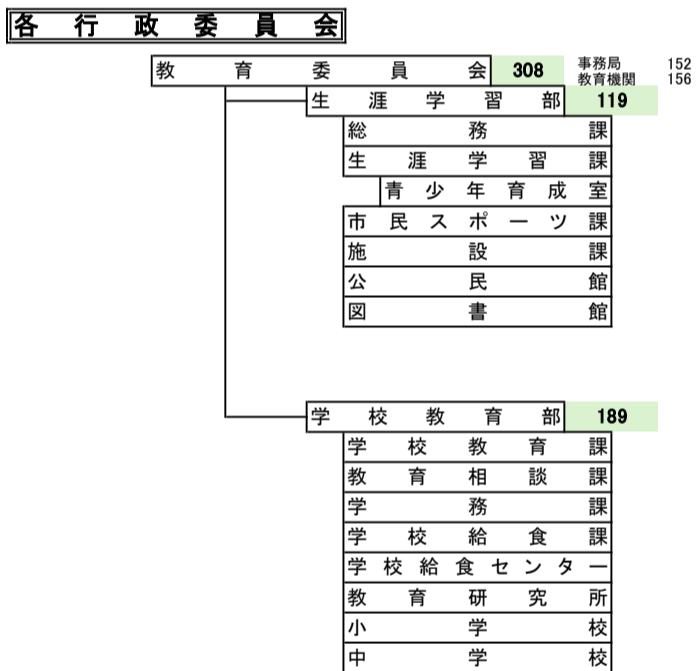 各行政委員会
教育委員会 308 事務局 152
教育機関 156
生涯学習部 119
総務課
生涯学習課
青少年育成室
市民スポーツ課
施設課
公民館
図書館
学校教育部 189
学校教育課
教育相談課
学務課
学校給食課
学校給食センター
教育研究所
小学校
中学校